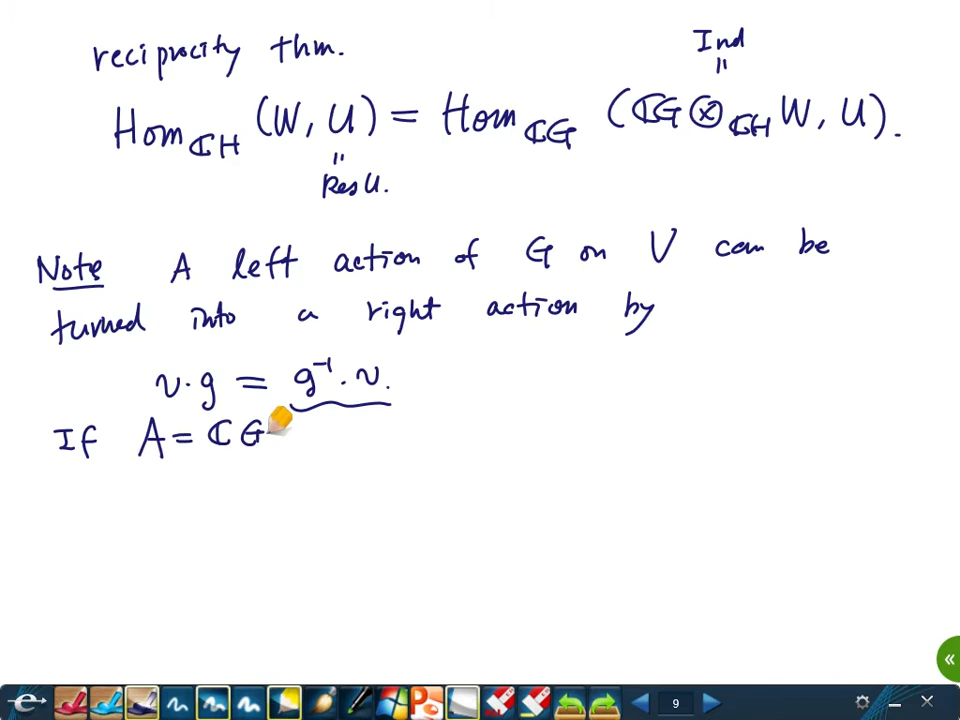 reciprocity thm.
Ind
"
Hom_ℂH (W, U) = Hom_ℂG (ℂG ⊗_ℂH W, U).
"
Res U.
Note A left action of G on V can be
turned into a right action by
v·g = g⁻¹·v.
If A = ℂG
9